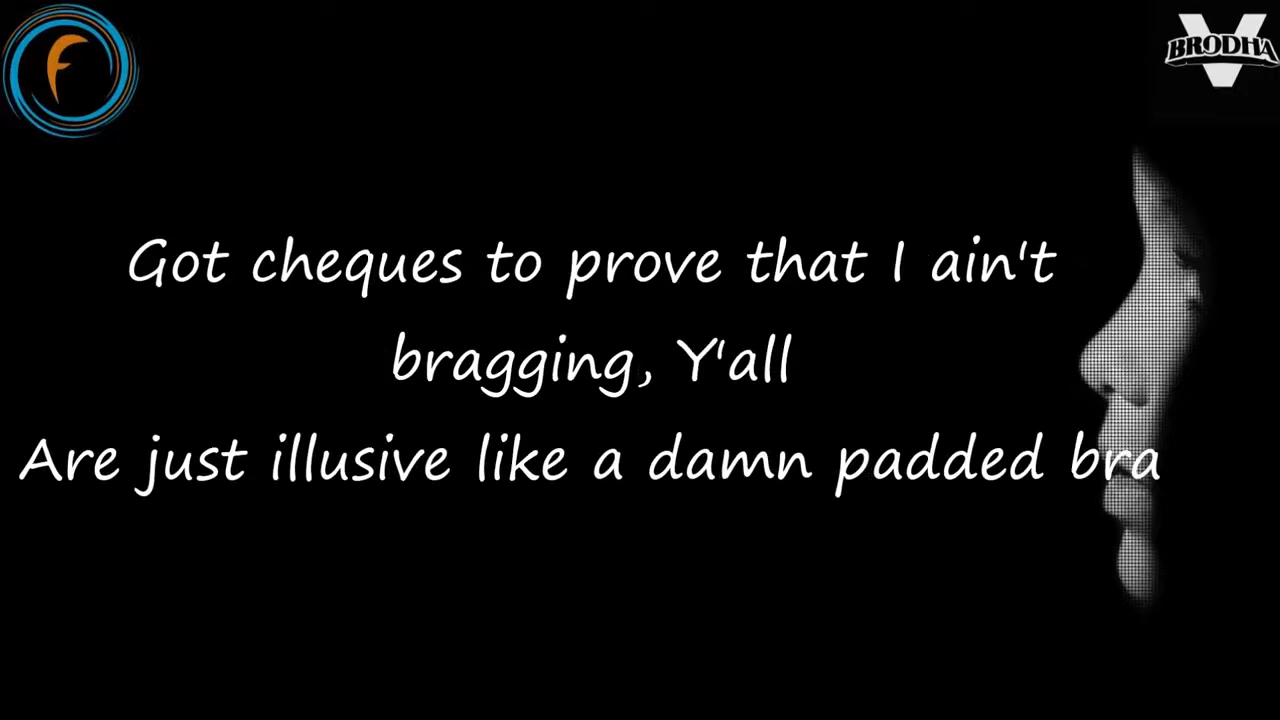 F
BRODHA
V
Got cheques to prove that I ain't
bragging, Y'all
Are just illusive like a damn padded bra